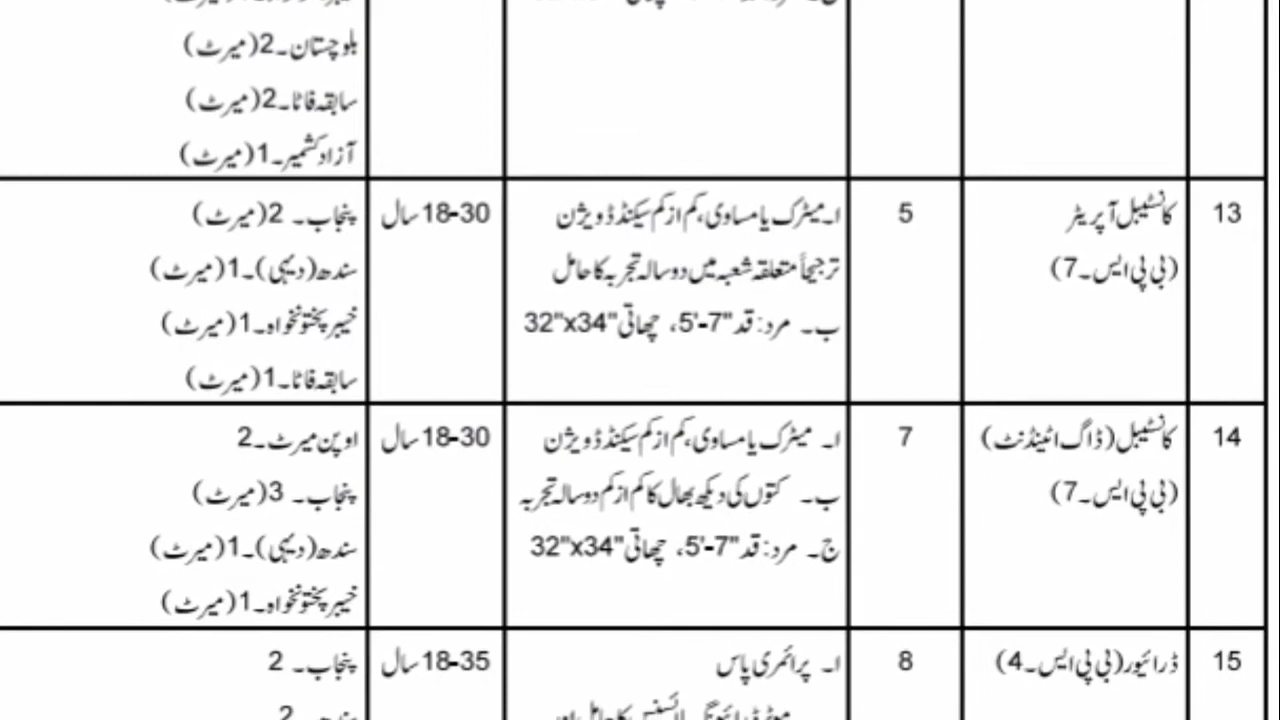 بلوچستان۔2(میرٹ)
سابقہ فاٹا۔2(میرٹ)
آزاد کشمیر۔1(میرٹ)
13
کانسٹیبل آپریٹر
(بی پی ایس۔7)
5
ا۔میٹرک یا مساوی، کم از کم سیکنڈ ڈویژن
ترجیحاً متعلقہ شعبہ میں دو سالہ تجربہ کا حامل
ب۔ مرد: قد "7-'5، چھاتی "34x"32
18-30 سال
پنجاب۔ 2(میرٹ)
سندھ (دیہی)۔1(میرٹ)
خیبر پختونخواہ۔1(میرٹ)
سابقہ فاٹا۔1(میرٹ)
14
کانسٹیبل (ڈاگ اٹینڈنٹ)
(بی پی ایس۔7)
7
ا۔ میٹرک یا مساوی، کم از کم سیکنڈ ڈویژن
ب۔ کتوں کی دیکھ بھال کا کم از کم دو سالہ تجربہ
ج۔ مرد: قد "7-'5، چھاتی "34x"32
18-30 سال
اوپن میرٹ۔2
پنجاب۔ 3(میرٹ)
سندھ (دیہی)۔1(میرٹ)
خیبر پختونخواہ۔1(میرٹ)
15
ڈرائیور (بی پی ایس۔4)
8
ا۔ پرائمری پاس
18-35 سال
پنجاب۔ 2